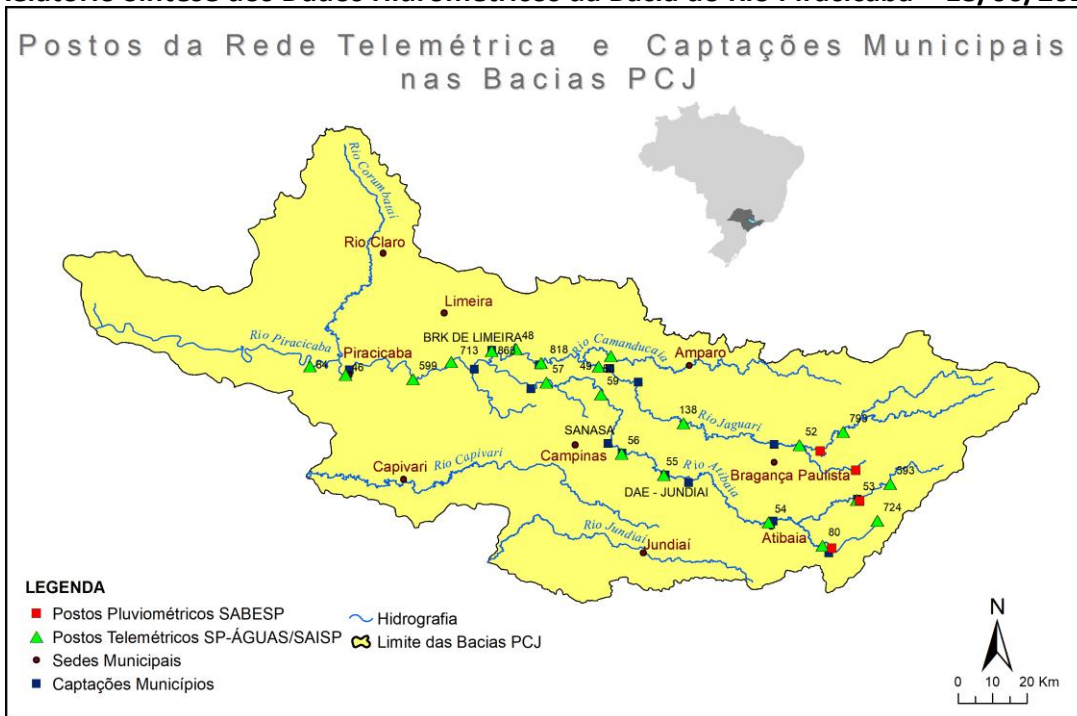 Relatório Síntese dos Dados Hidrométricos da Bacia do Rio Piracicaba –
Postos da Rede Telemétrica e Captações Municipais
nas Bacias PCJ
Rio Corumbataí
Rio Claro
Limeira
BRK DE LIMEIRA
48
Rio Piracicaba
Piracicaba
713
868
818
Rio Camanducaia
Amparo
64
46
599
57
49
59
138
Rio Jaguari
52
799
SANASA
Campinas
56
Capivari
Rio Capivari
55
Rio Atibaia
Bragança Paulista
593
53
DAE - JUNDIAI
54
Atibaia
724
80
Rio Jundiaí
Jundiaí
LEGENDA
Postos Pluviométricos SABESP
Hidrografia
Postos Telemétricos SP-ÁGUAS/SAISP
Limite das Bacias PCJ
Sedes Municipais
Captações Municípios
N
0 10 20 Km